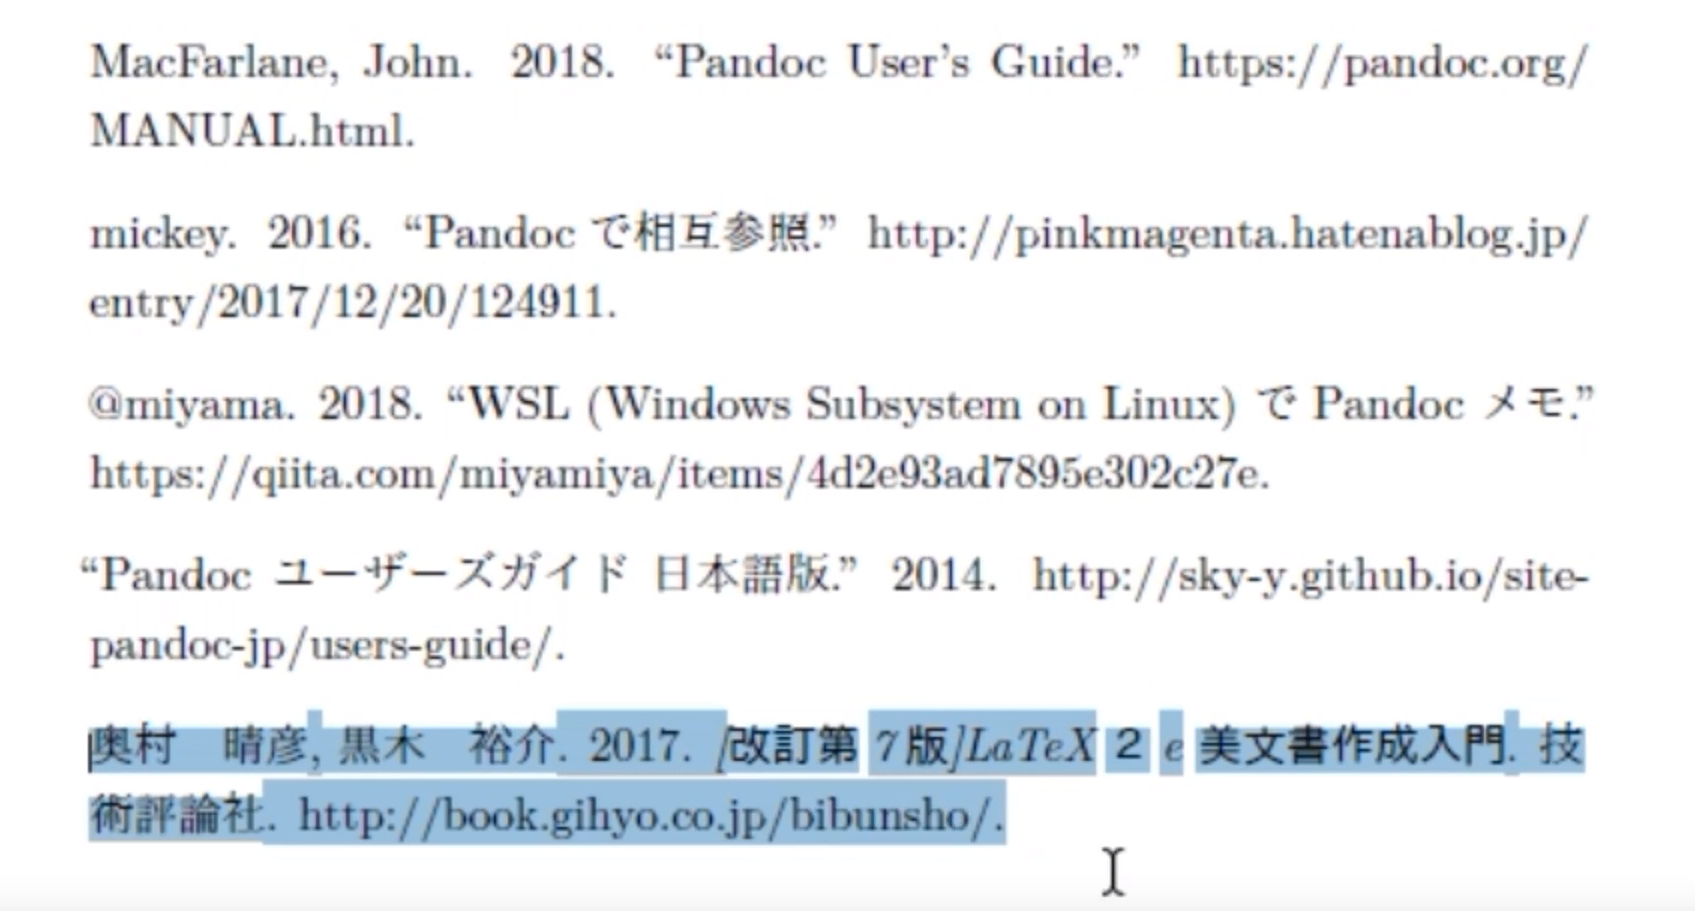 MacFarlane, John. 2018. “Pandoc User’s Guide.” https://pandoc.org/
MANUAL.html.
mickey. 2016. “Pandoc で相互参照.” http://pinkmagenta.hatenablog.jp/
entry/2017/12/20/124911.
@miyama. 2018. “WSL (Windows Subsystem on Linux) で Pandoc メモ.”
https://qiita.com/miyamiya/items/4d2e93ad7895e302c27e.
“Pandoc ユーザーズガイド 日本語版.” 2014. http://sky-y.github.io/site-
pandoc-jp/users-guide/.
奥村　晴彦, 黒木　裕介. 2017. [改訂第 7 版]LaTeX ２ e 美文書作成入門. 技
術評論社. http://book.gihyo.co.jp/bibunsho/.